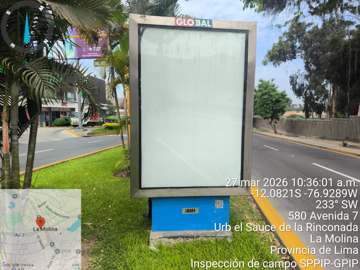 GLOBAL
27 mar 2026 10:36:01 a.m.
-12.0821S -76.9289W
233° SW
580 Avenida 7
Urb el Sauce de la Rinconada
La Molina
Provincia de Lima
Inspección de campo SPPIP-GPIP
La Molina